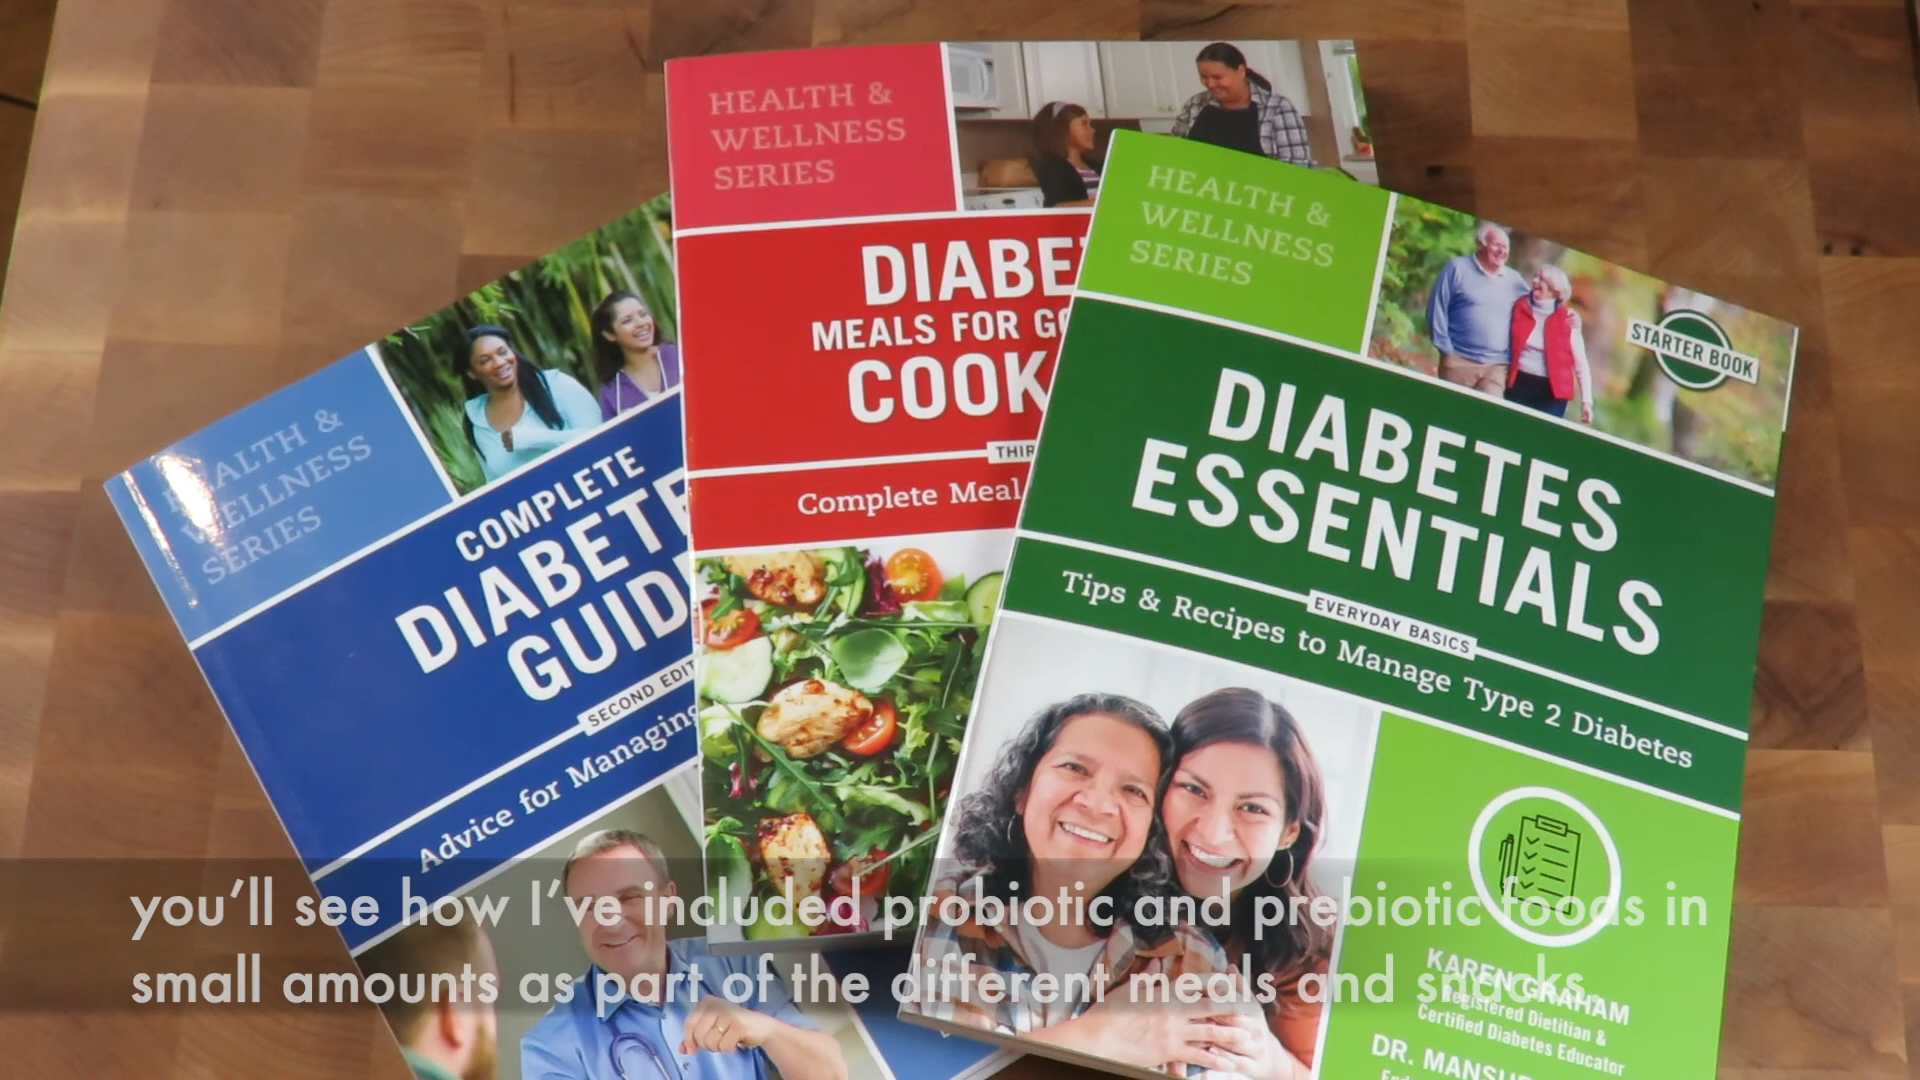 HEALTH &
WELLNESS
SERIES
COMPLETE
DIABETE
GUID
SECOND EDIT
Advice for Managing
HEALTH &
WELLNESS
SERIES
DIABE
MEALS FOR GO
COOK
THIR
Complete Meal
HEALTH &
WELLNESS
SERIES
STARTER BOOK
DIABETES
ESSENTIALS
EVERYDAY BASICS
Tips & Recipes to Manage Type 2 Diabetes
KAREN GRAHAM
Registered Dietitian &
Certified Diabetes Educator
DR. MANSU
you'll see how I've included probiotic and prebiotic foods in
small amounts as part of the different meals and snacks.